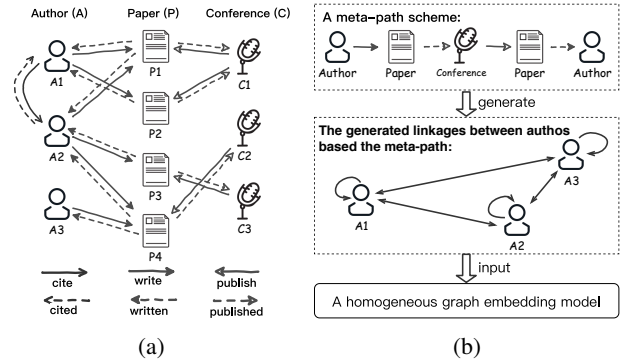 Author (A) Paper (P) Conference (C)
A1
A2
A3
P1
P2
P3
P4
C1
C2
C3
cite write publish
cited written published
(a)
A meta-path scheme:
Author Paper Conference Paper Author
generate
The generated linkages between authos
based the meta-path:
A3
A1
A2
input
A homogeneous graph embedding model
(b)